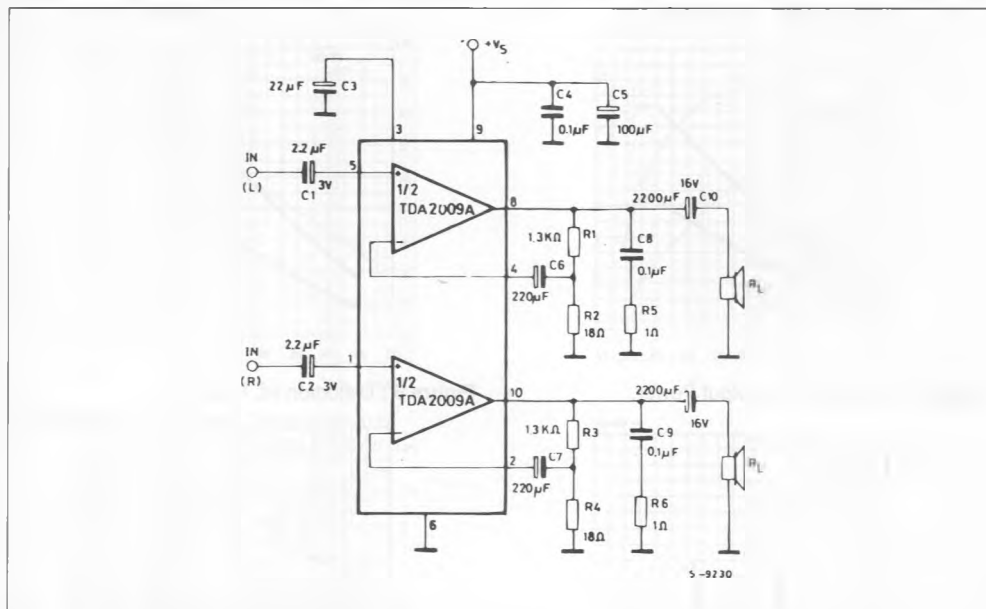 +VS
22µF
C3
C4
0.1µF
C5
100µF
3
9
IN
(L)
2.2µF
C1
3V
5
+
1/2
TDA2009A
−
8
1.3KΩ
R1
2200µF
16V
C10
C8
0.1µF
4
C6
220µF
R2
18Ω
R5
1Ω
RL
IN
(R)
2.2µF
C2
3V
1
+
1/2
TDA2009A
−
10
1.3KΩ
R3
2200µF
16V
C9
0.1µF
2
C7
220µF
R4
18Ω
R6
1Ω
RL
6
S-9230